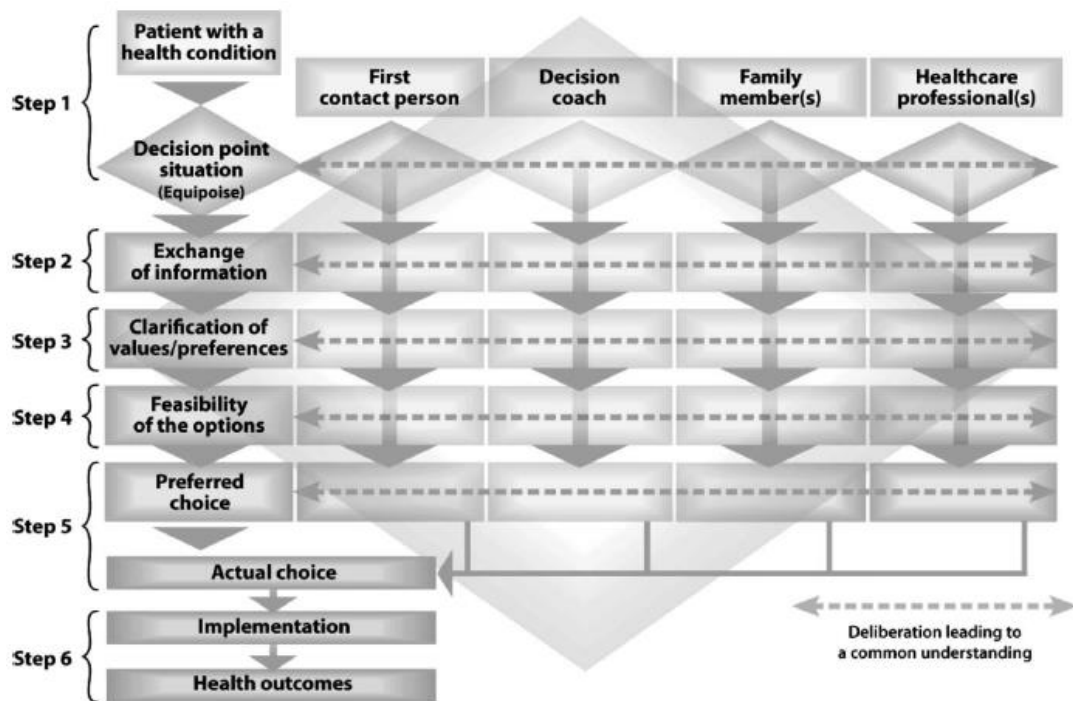 Patient with a
health condition
Step 1
First
contact person
Decision
coach
Family
member(s)
Healthcare
professional(s)
Decision point
situation
(Equipoise)
Step 2
Exchange
of information
Step 3
Clarification of
values/preferences
Step 4
Feasibility
of the options
Preferred
choice
Step 5
Actual choice
Implementation
Step 6
Health outcomes
Deliberation leading to
a common understanding